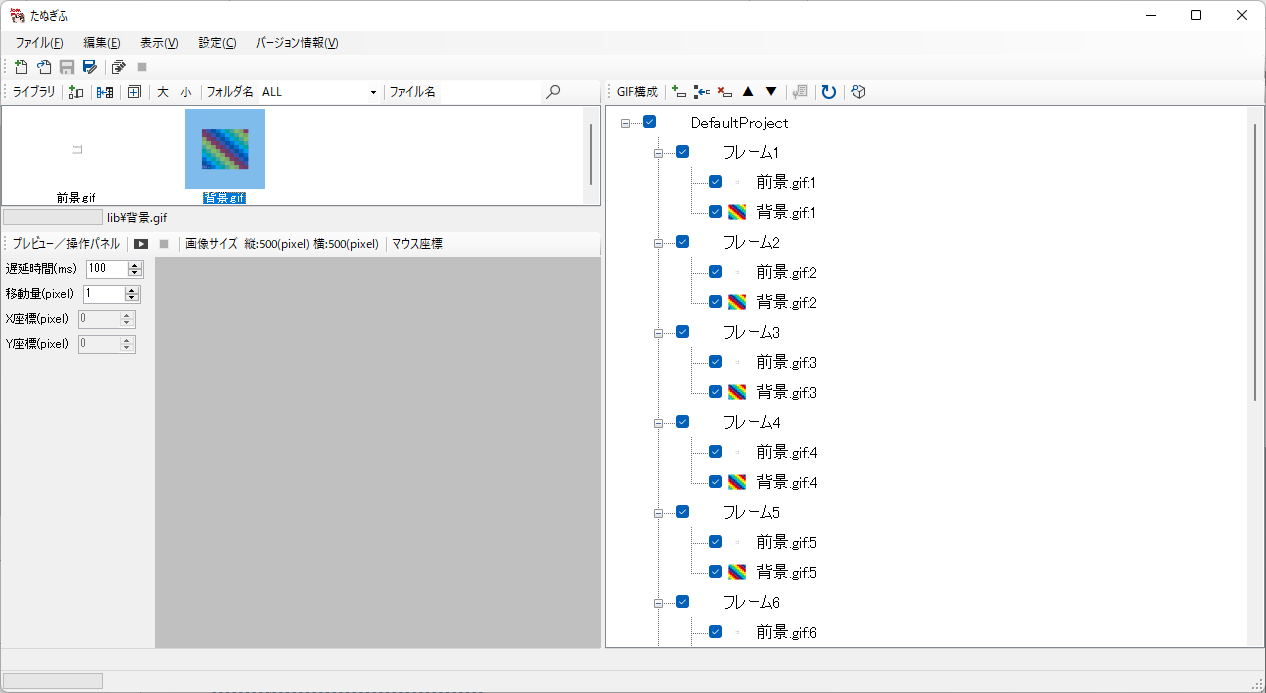 たぬぎふ
ファイル(F) 編集(E) 表示(V) 設定(C) バージョン情報(V)
ライブラリ 大 小 フォルダ名 ALL ファイル名
前景.gif 背景.gif
lib¥背景.gif
プレビュー／操作パネル 画像サイズ 縦:500(pixel) 横:500(pixel) マウス座標
遅延時間(ms) 100
移動量(pixel) 1
X座標(pixel) 0
Y座標(pixel) 0
GIF構成
DefaultProject
フレーム1
前景.gif:1
背景.gif:1
フレーム2
前景.gif:2
背景.gif:2
フレーム3
前景.gif:3
背景.gif:3
フレーム4
前景.gif:4
背景.gif:4
フレーム5
前景.gif:5
背景.gif:5
フレーム6
前景.gif:6